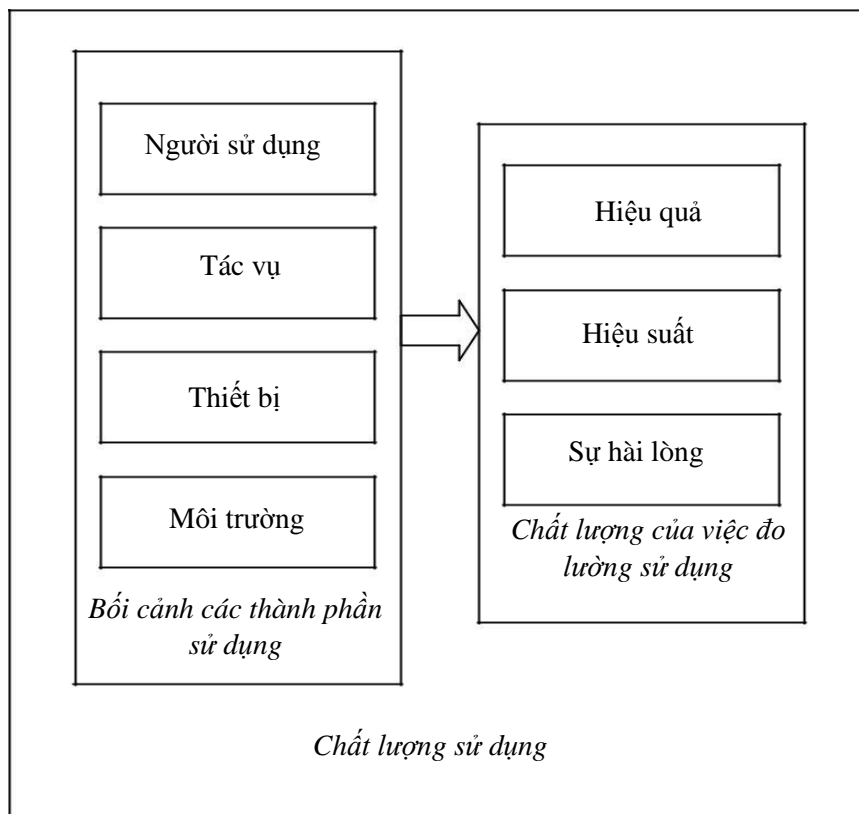 Người sử dụng
Tác vụ
Thiết bị
Môi trường
Bối cảnh các thành phần
sử dụng
Hiệu quả
Hiệu suất
Sự hài lòng
Chất lượng của việc đo
lường sử dụng
Chất lượng sử dụng